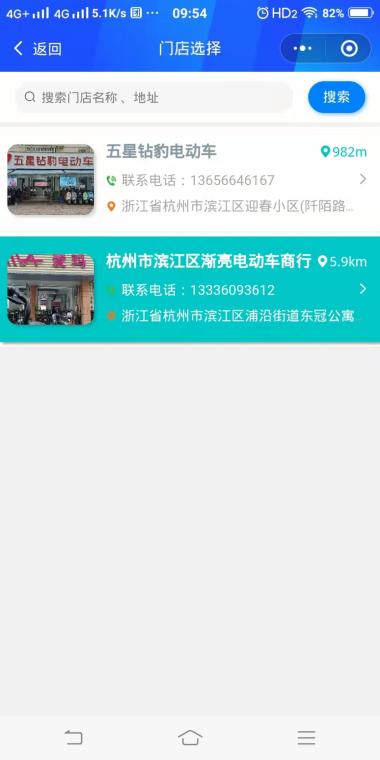 4G+ 4G 5.1K/s ··· 09:54 HD2 82%
返回 门店选择
搜索门店名称 、地址 搜索
五星钻豹电动车
五星钻豹电动车 982m
联系电话：13656646167
浙江省杭州市滨江区迎春小区(阡陌路...
杭州市滨江区渐亮电动车商行 5.9km
联系电话：13336093612
浙江省杭州市滨江区浦沿街道东冠公寓